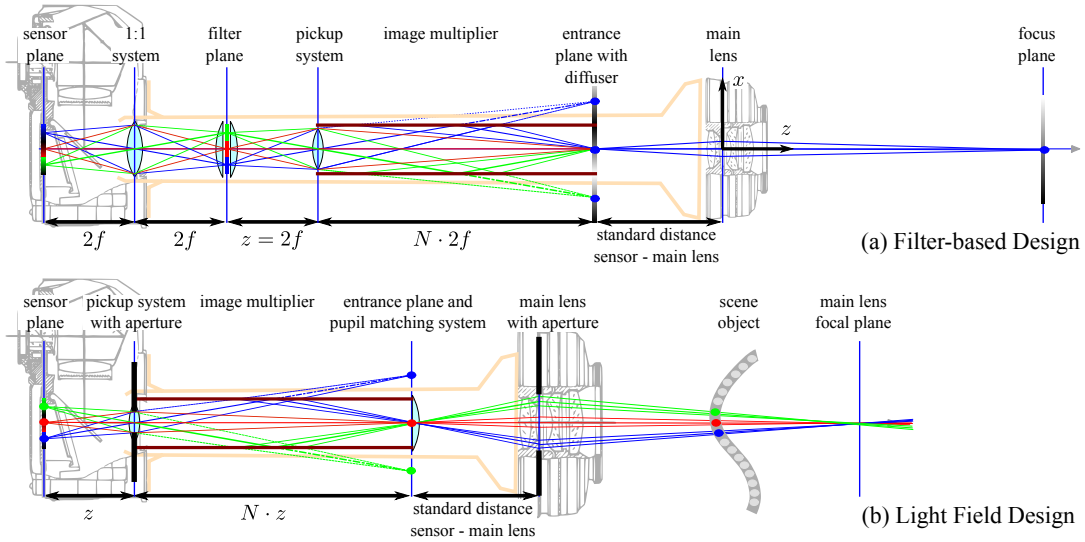 sensor plane
1:1 system
filter plane
pickup system
image multiplier
entrance plane with diffuser
main lens
focus plane
x
z
2f
2f
z = 2f
N · 2f
standard distance
sensor - main lens
(a) Filter-based Design
sensor plane
pickup system with aperture
image multiplier
entrance plane and pupil matching system
main lens with aperture
scene object
main lens focal plane
z
N · z
standard distance
sensor - main lens
(b) Light Field Design